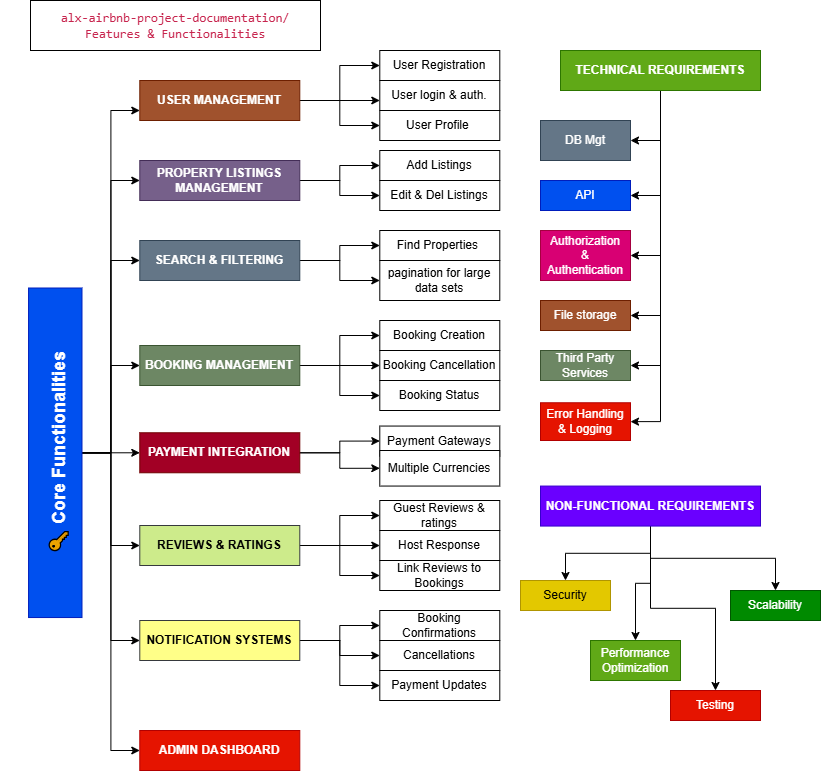 alx-airbnb-project-documentation/
Features & Functionalities
Core Functionalities
USER MANAGEMENT
User Registration
User login & auth.
User Profile
PROPERTY LISTINGS
MANAGEMENT
Add Listings
Edit & Del Listings
SEARCH & FILTERING
Find Properties
pagination for large
data sets
BOOKING MANAGEMENT
Booking Creation
Booking Cancellation
Booking Status
PAYMENT INTEGRATION
Payment Gateways
Multiple Currencies
REVIEWS & RATINGS
Guest Reviews &
ratings
Host Response
Link Reviews to
Bookings
NOTIFICATION SYSTEMS
Booking
Confirmations
Cancellations
Payment Updates
ADMIN DASHBOARD
TECHNICAL REQUIREMENTS
DB Mgt
API
Authorization
&
Authentication
File storage
Third Party
Services
Error Handling
& Logging
NON-FUNCTIONAL REQUIREMENTS
Security
Scalability
Performance
Optimization
Testing